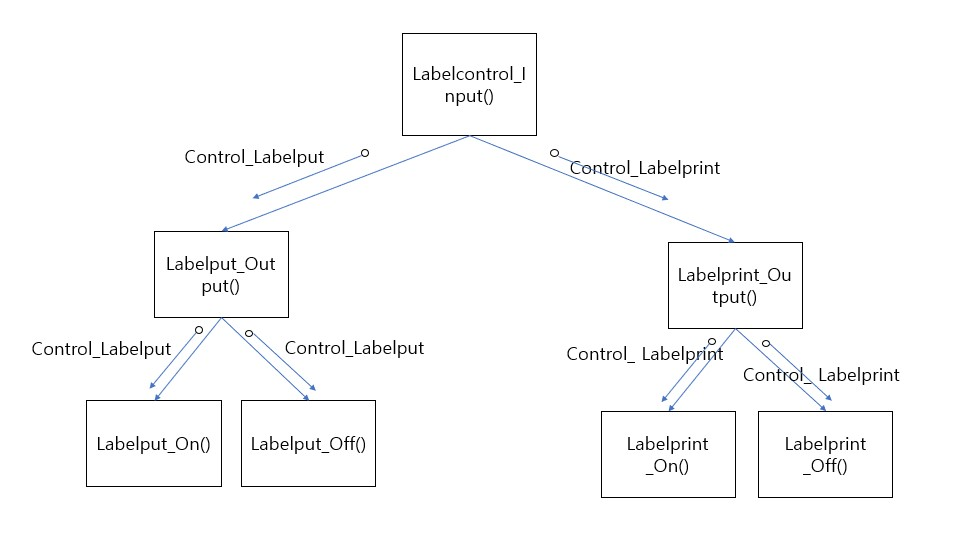 Labelcontrol_I
nput()
Control_Labelput
Control_Labelprint
Labelput_Out
put()
Labelprint_Ou
tput()
Control_Labelput
Control_Labelput
Control_ Labelprint
Control_ Labelprint
Labelput_On()
Labelput_Off()
Labelprint
_On()
Labelprint
_Off()